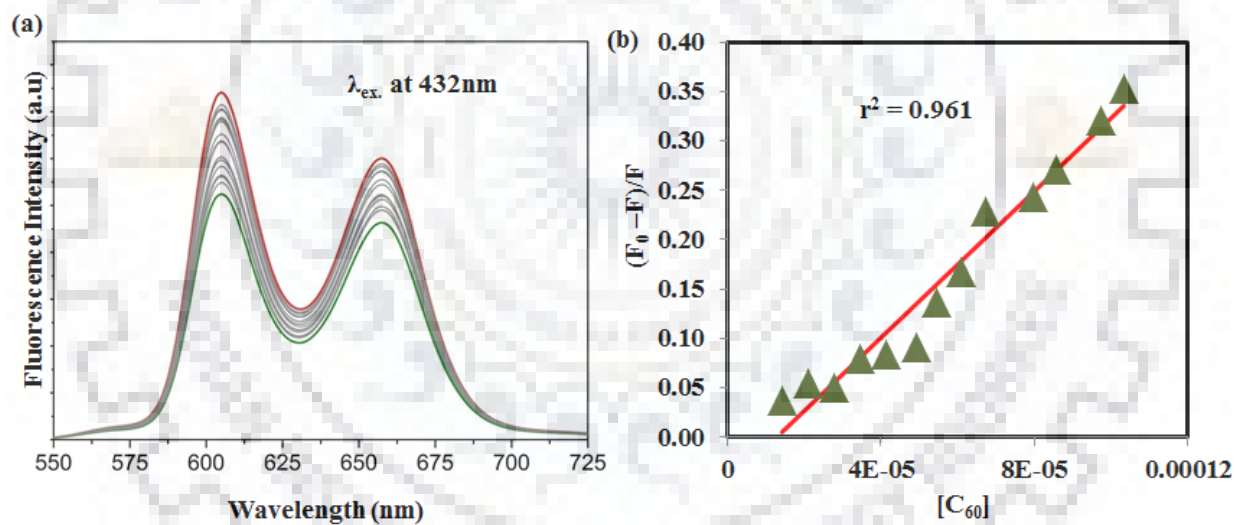 (a)
λex. at 432nm
Fluorescence Intensity (a.u)
550 575 600 625 650 675 700 725
Wavelength (nm)
(b)
r² = 0.961
(F₀ –F)/F
0.40
0.35
0.30
0.25
0.20
0.15
0.10
0.05
0.00
0 4E-05 8E-05 0.00012
[C₆₀]